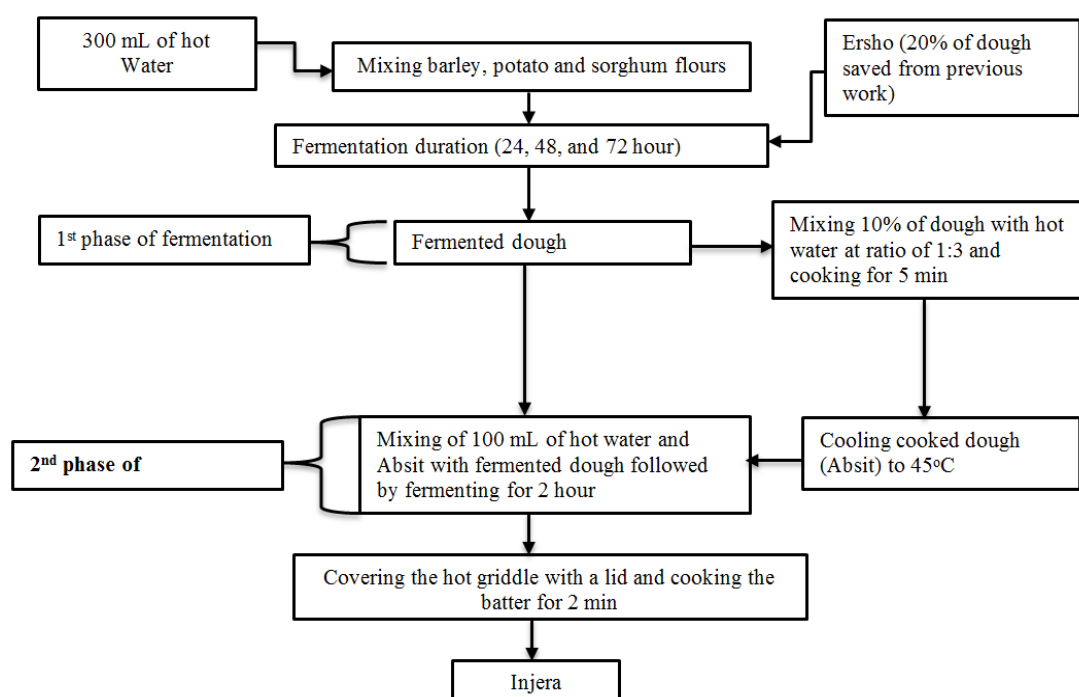 300 mL of hot
Water
Mixing barley, potato and sorghum flours
Ersho (20% of dough
saved from previous
work)
Fermentation duration (24, 48, and 72 hour)
1st phase of fermentation
Fermented dough
Mixing 10% of dough with hot
water at ratio of 1:3 and
cooking for 5 min
2nd phase of
Mixing of 100 mL of hot water and
Absit with fermented dough followed
by fermenting for 2 hour
Cooling cooked dough
(Absit) to 45oC
Covering the hot griddle with a lid and cooking the
batter for 2 min
Injera